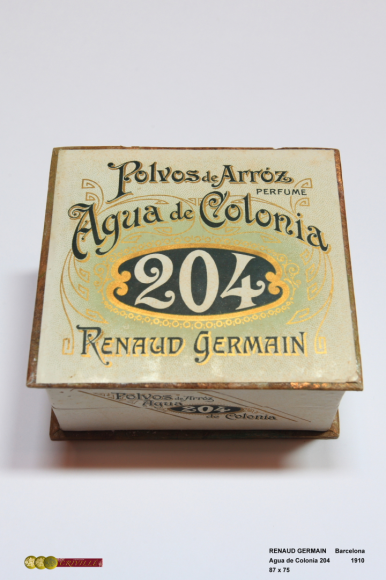 Polvos de Arróz
PERFUME
Agua de Colonia
204
RENAUD GERMAIN
Polvos de Arróz
Agua
204
de Colonia
RENAUD GERMAIN Barcelona
Agua de Colonia 204 1910
87 x 75